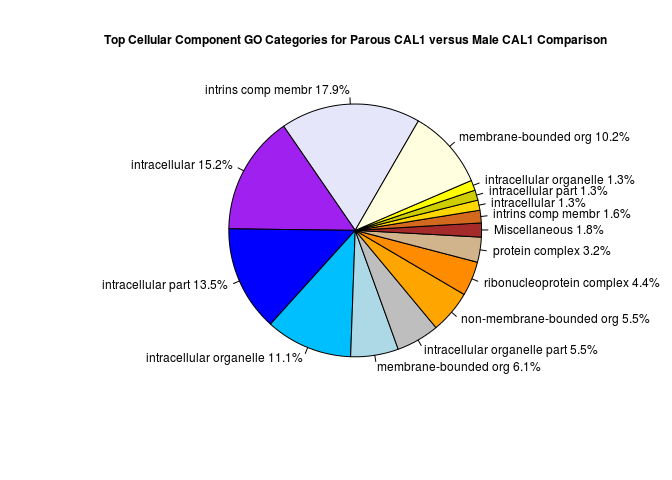 Top Cellular Component GO Categories for Parous CAL1 versus Male CAL1 Comparison
intrins comp membr 17.9%
membrane-bounded org 10.2%
intracellular 15.2%
intracellular organelle 1.3%
intracellular part 1.3%
intracellular 1.3%
intrins comp membr 1.6%
Miscellaneous 1.8%
protein complex 3.2%
intracellular part 13.5%
ribonucleoprotein complex 4.4%
non-membrane-bounded org 5.5%
intracellular organelle part 5.5%
intracellular organelle 11.1%
membrane-bounded org 6.1%